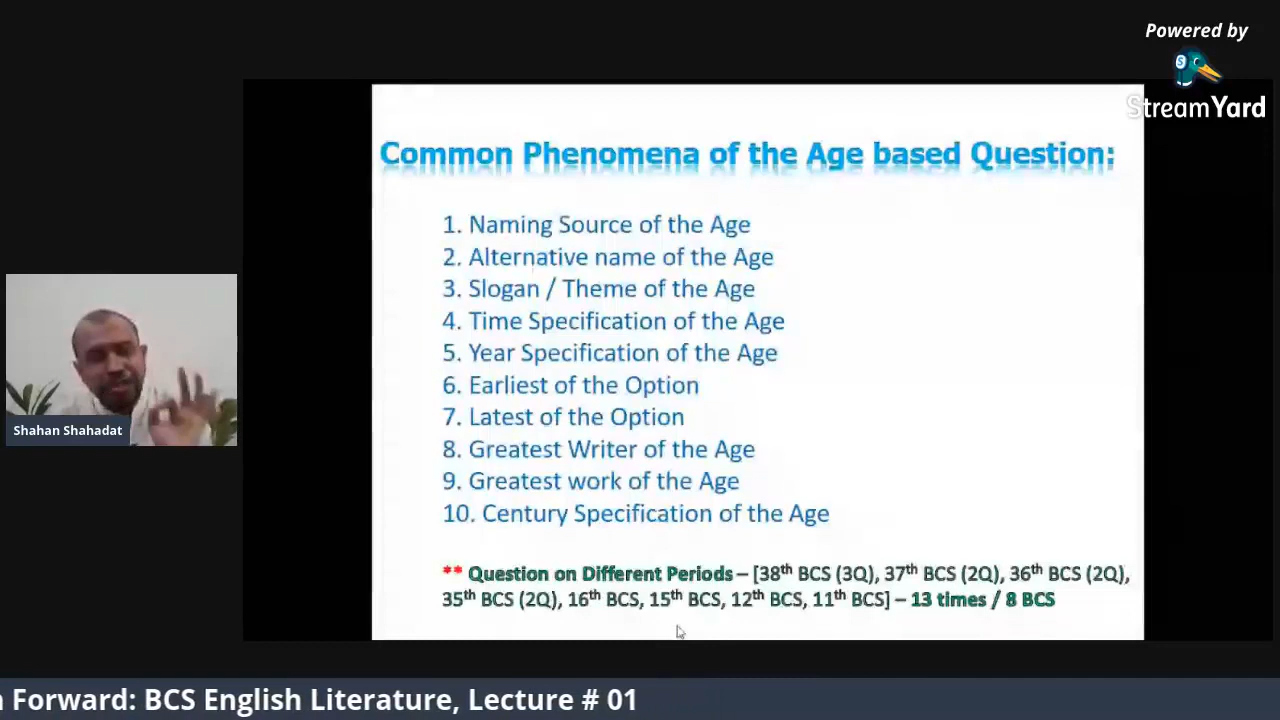 Powered by
StreamYard
Common Phenomena of the Age based Question:
1. Naming Source of the Age
2. Alternative name of the Age
3. Slogan / Theme of the Age
4. Time Specification of the Age
5. Year Specification of the Age
6. Earliest of the Option
7. Latest of the Option
8. Greatest Writer of the Age
9. Greatest work of the Age
10. Century Specification of the Age
** Question on Different Periods – [38th BCS (3Q), 37th BCS (2Q), 36th BCS (2Q),
35th BCS (2Q), 16th BCS, 15th BCS, 12th BCS, 11th BCS] – 13 times / 8 BCS
Shahan Shahadat
Forward: BCS English Literature, Lecture # 01